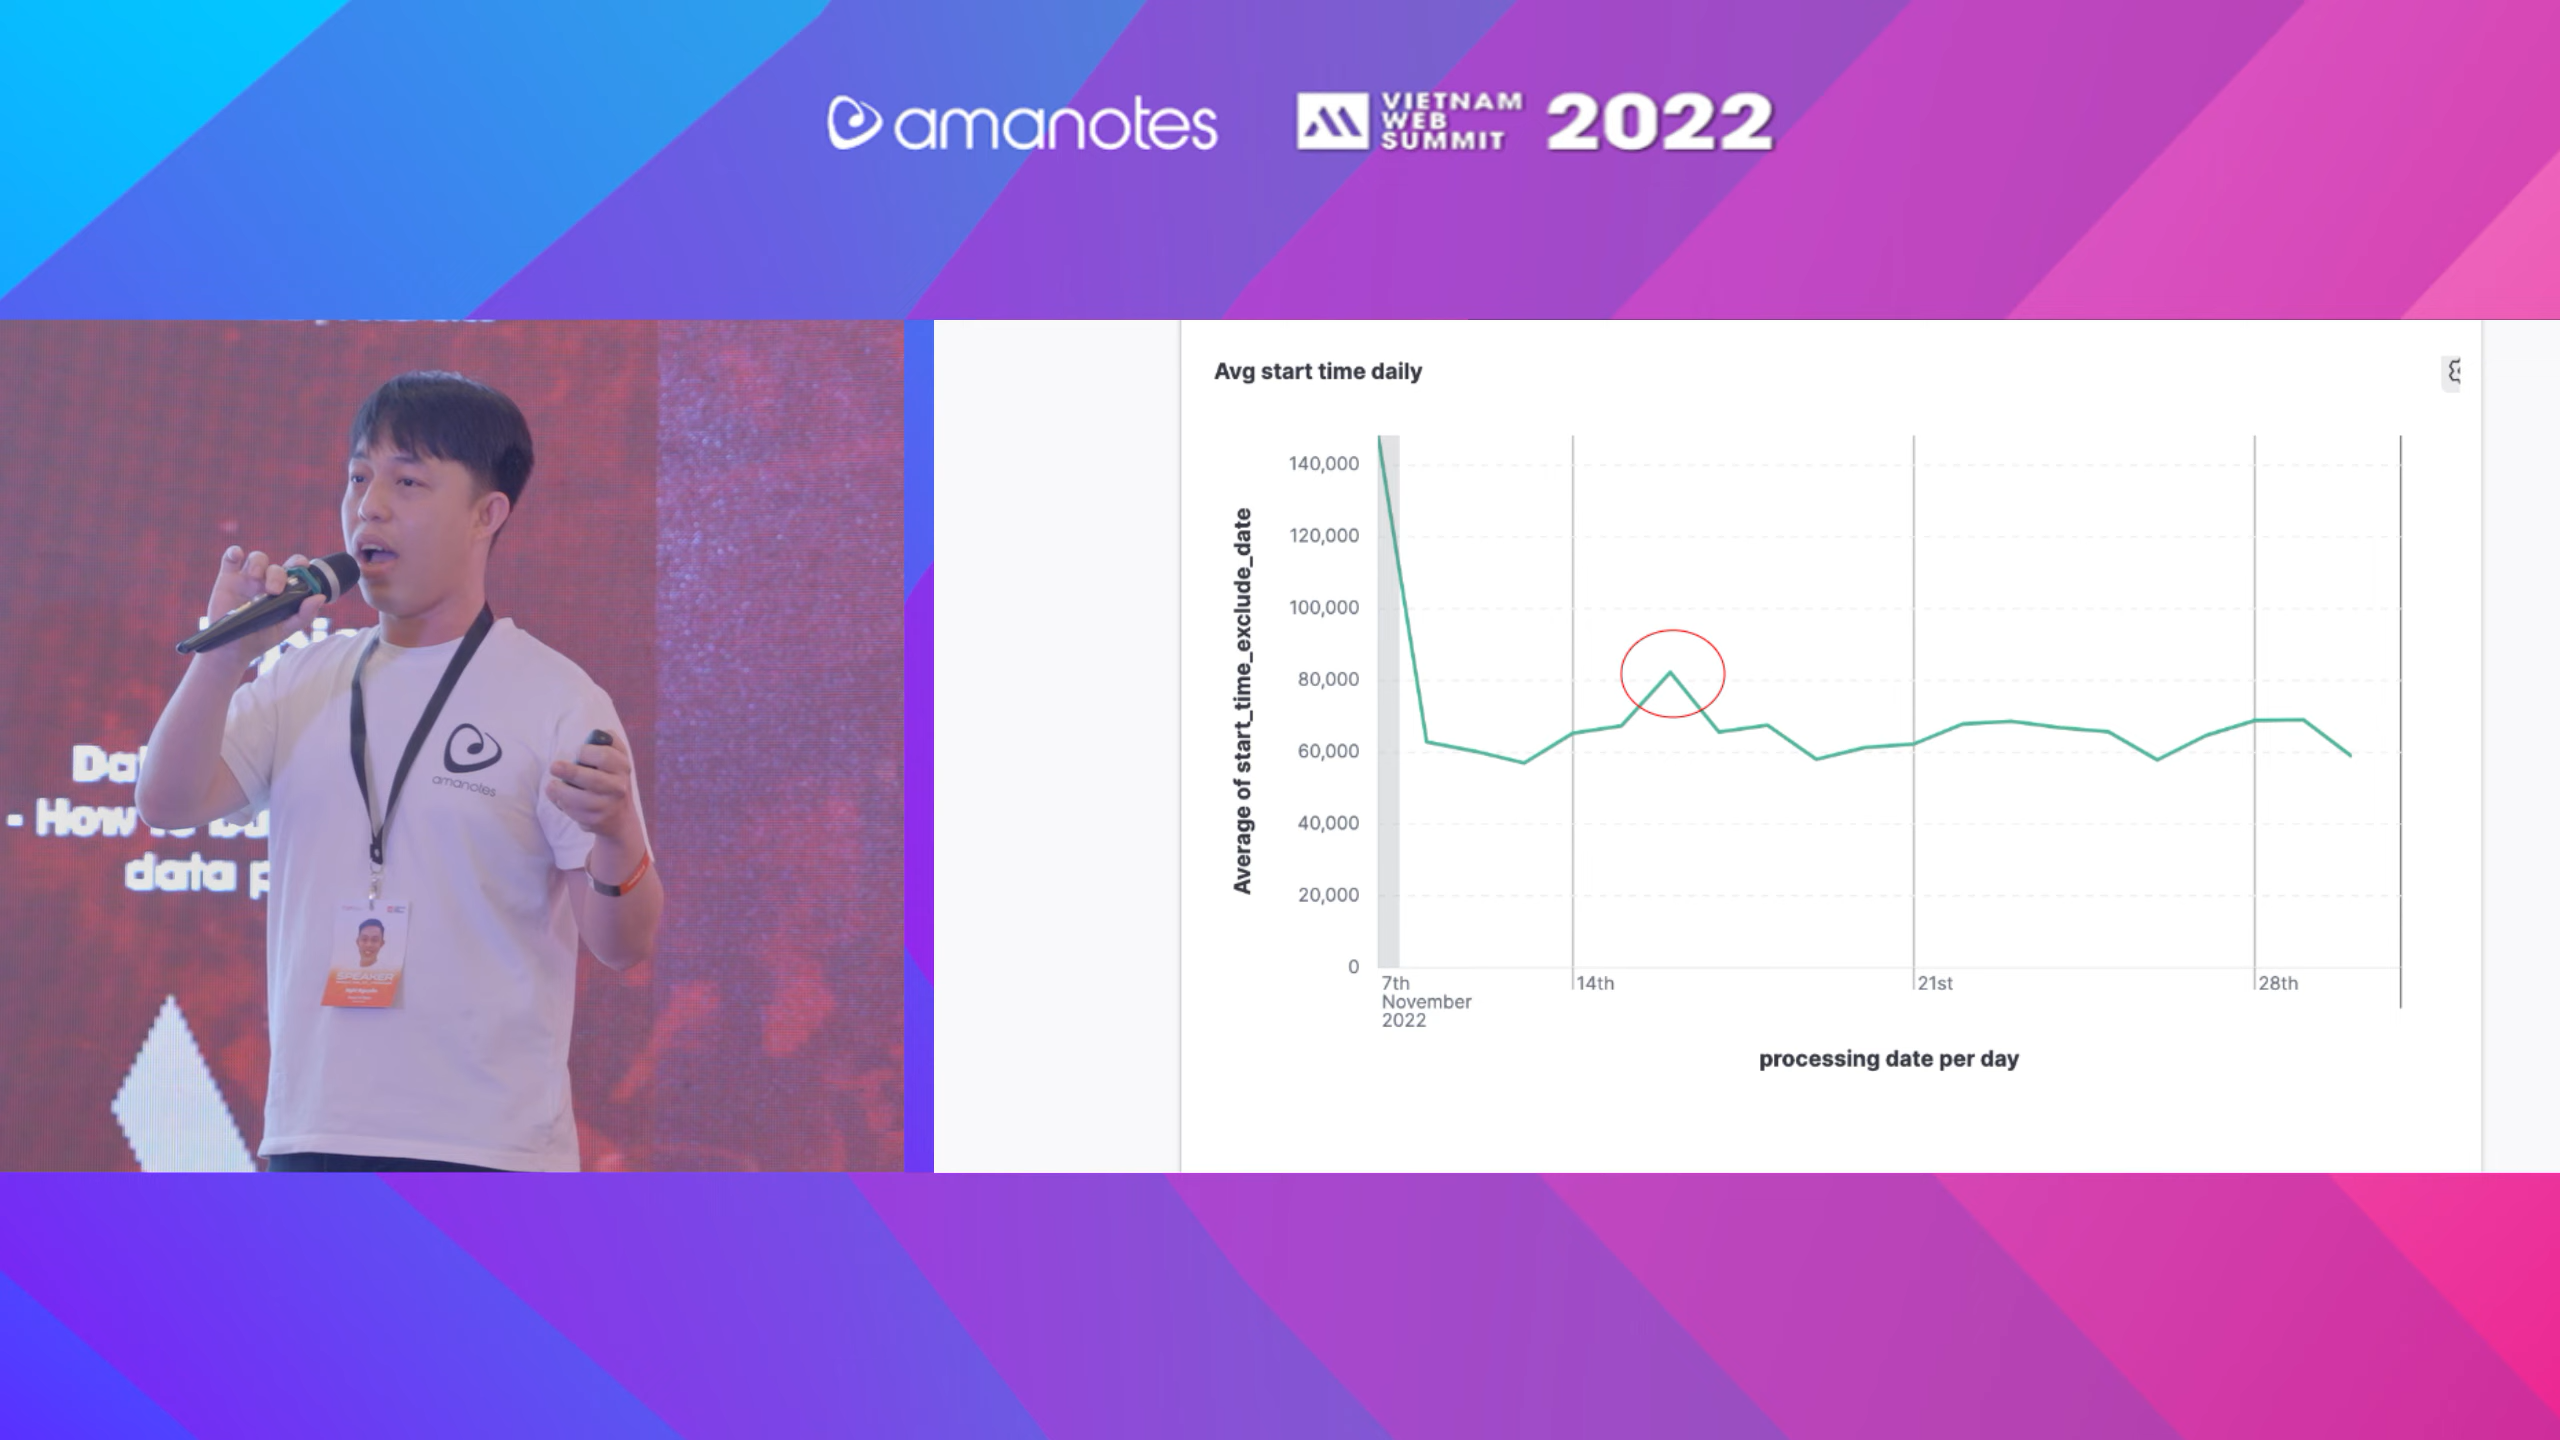 amanotes
VIETNAM
WEB
SUMMIT
2022
Da
- How
data p
amanotes
SPEAKER
Avg start time daily
Average of start_time_exclude_date
140,000
120,000
100,000
80,000
60,000
40,000
20,000
0
7th
November
2022
14th
21st
28th
processing date per day